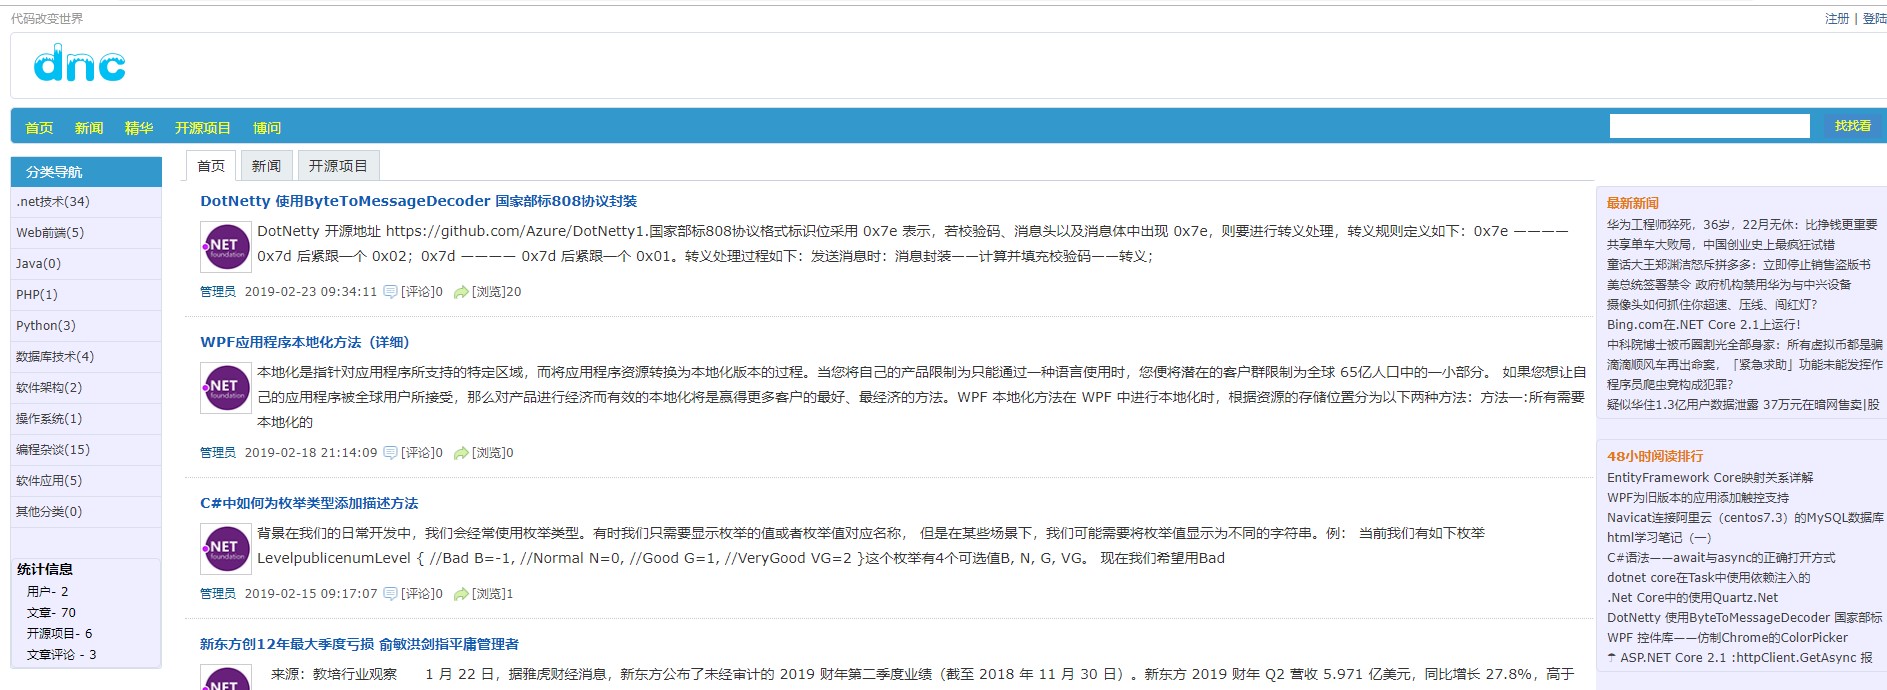 代码改变世界
注册 | 登陆
dnc
首页 新闻 精华 开源项目 博问
找找看
分类导航
.net技术(34)
Web前端(5)
Java(0)
PHP(1)
Python(3)
数据库技术(4)
软件架构(2)
操作系统(1)
编程杂谈(15)
软件应用(5)
其他分类(0)
统计信息
用户- 2
文章- 70
开源项目- 6
文章评论 - 3
首页 新闻 开源项目
DotNetty 使用ByteToMessageDecoder 国家部标808协议封装
.NET
foundation
DotNetty 开源地址 https://github.com/Azure/DotNetty1.国家部标808协议格式标识位采用 0x7e 表示，若校验码、消息头以及消息体中出现 0x7e，则要进行转义处理，转义规则定义如下：0x7e ————
0x7d 后紧跟一个 0x02；0x7d ———— 0x7d 后紧跟一个 0x01。转义处理过程如下：发送消息时：消息封装——计算并填充校验码——转义；
管理员 2019-02-23 09:34:11 [评论]0 [浏览]20
WPF应用程序本地化方法（详细）
.NET
foundation
本地化是指针对应用程序所支持的特定区域，而将应用程序资源转换为本地化版本的过程。当您将自己的产品限制为只能通过一种语言使用时，您便将潜在的客户群限制为全球 65亿人口中的一小部分。 如果您想让自
己的应用程序被全球用户所接受，那么对产品进行经济而有效的本地化将是赢得更多客户的最好、最经济的方法。WPF 本地化方法在 WPF 中进行本地化时，根据资源的存储位置分为以下两种方法：方法一:所有需要
本地化的
管理员 2019-02-18 21:14:09 [评论]0 [浏览]0
C#中如何为枚举类型添加描述方法
.NET
foundation
背景在我们的日常开发中，我们会经常使用枚举类型。有时我们只需要显示枚举的值或者枚举值对应名称， 但是在某些场景下，我们可能需要将枚举值显示为不同的字符串。例： 当前我们有如下枚举
LevelpublicenumLevel { //Bad B=-1, //Normal N=0, //Good G=1, //VeryGood VG=2 }这个枚举有4个可选值B, N, G, VG。 现在我们希望用Bad
管理员 2019-02-15 09:17:07 [评论]0 [浏览]1
新东方创12年最大季度亏损 俞敏洪剑指平庸管理者
.NET
来源：教培行业观察 1 月 22 日，据雅虎财经消息，新东方公布了未经审计的 2019 财年第二季度业绩（截至 2018 年 11 月 30 日）。新东方 2019 财年 Q2 营收 5.971 亿美元，同比增长 27.8%，高于
最新新闻
华为工程师猝死，36岁，22月无休：比挣钱更重要
共享单车大败局，中国创业史上最疯狂试错
童话大王郑渊洁怒斥拼多多：立即停止销售盗版书
美总统签署禁令 政府机构禁用华为与中兴设备
摄像头如何抓住你超速、压线、闯红灯？
Bing.com在.NET Core 2.1上运行！
中科院博士被币圈割光全部身家：所有虚拟币都是骗
滴滴顺风车再出命案，「紧急求助」功能未能发挥作
程序员爬虫竟构成犯罪？
疑似华住1.3亿用户数据泄露 37万元在暗网售卖|股
48小时阅读排行
EntityFramework Core映射关系详解
WPF为旧版本的应用添加触控支持
Navicat连接阿里云（centos7.3）的MySQL数据库
html学习笔记（一）
C#语法——await与async的正确打开方式
dotnet core在Task中使用依赖注入的
.Net Core中的使用Quartz.Net
DotNetty 使用ByteToMessageDecoder 国家部标
WPF 控件库——仿制Chrome的ColorPicker
☂ ASP.NET Core 2.1 :httpClient.GetAsync 报